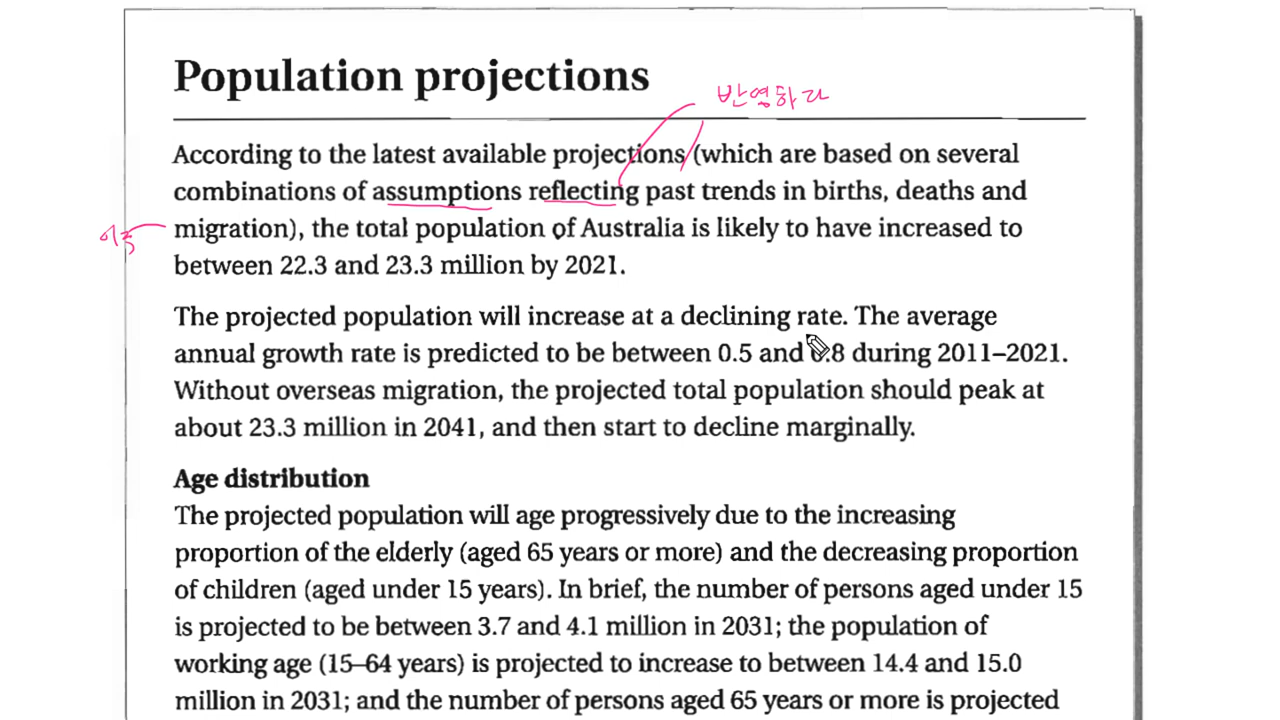 Population projections
반영하다
According to the latest available projections (which are based on several
combinations of assumptions reflecting past trends in births, deaths and
이주
migration), the total population of Australia is likely to have increased to
between 22.3 and 23.3 million by 2021.
The projected population will increase at a declining rate. The average
annual growth rate is predicted to be between 0.5 and 0.8 during 2011–2021.
Without overseas migration, the projected total population should peak at
about 23.3 million in 2041, and then start to decline marginally.
Age distribution
The projected population will age progressively due to the increasing
proportion of the elderly (aged 65 years or more) and the decreasing proportion
of children (aged under 15 years). In brief, the number of persons aged under 15
is projected to be between 3.7 and 4.1 million in 2031; the population of
working age (15–64 years) is projected to increase to between 14.4 and 15.0
million in 2031; and the number of persons aged 65 years or more is projected